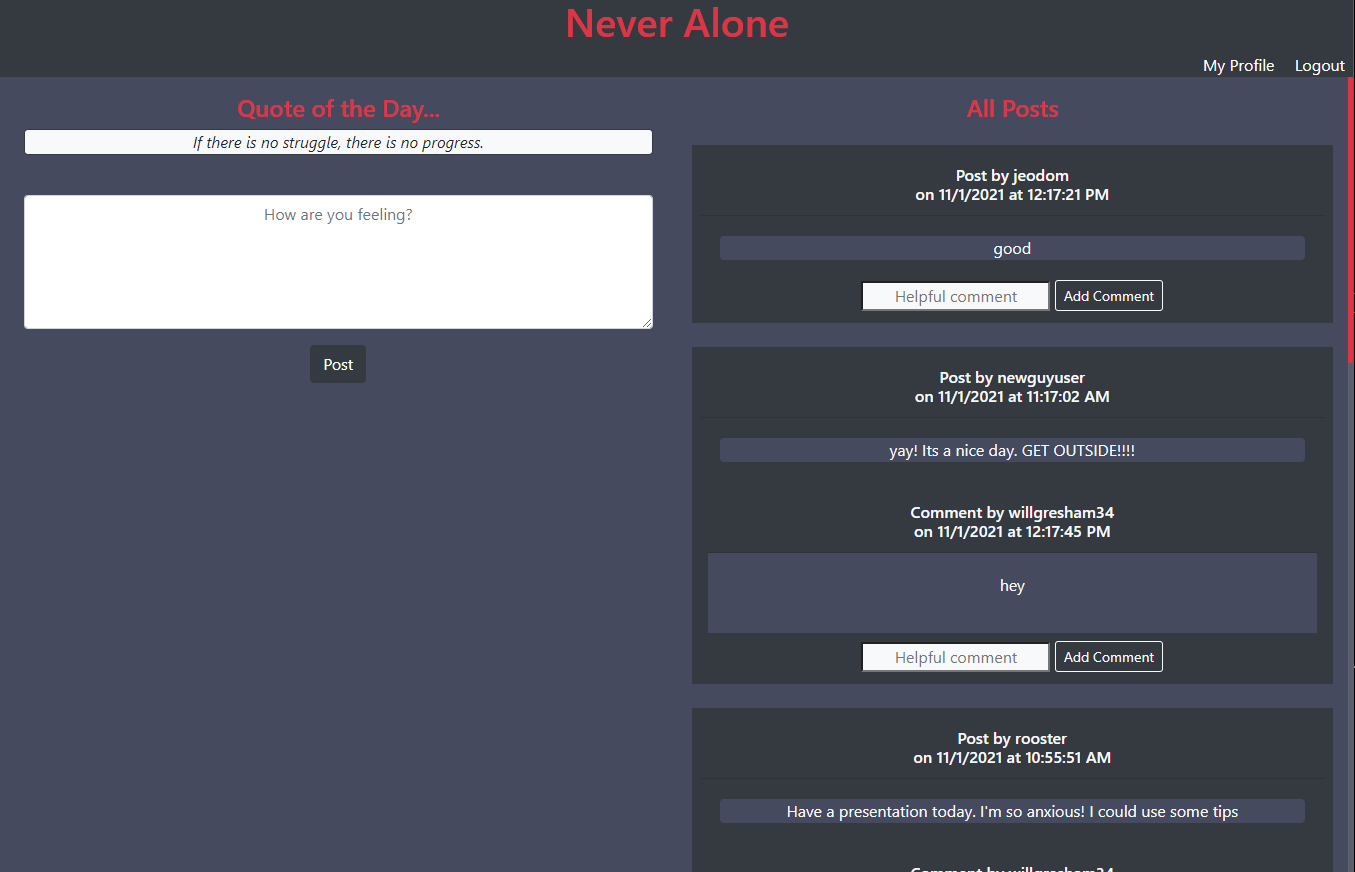 Never Alone
My Profile Logout
Quote of the Day...
If there is no struggle, there is no progress.
How are you feeling?
Post
All Posts
Post by jeodom
on 11/1/2021 at 12:17:21 PM
good
Helpful comment Add Comment
Post by newguyuser
on 11/1/2021 at 11:17:02 AM
yay! Its a nice day. GET OUTSIDE!!!!
Comment by willgresham34
on 11/1/2021 at 12:17:45 PM
hey
Helpful comment Add Comment
Post by rooster
on 11/1/2021 at 10:55:51 AM
Have a presentation today. I'm so anxious! I could use some tips
Comment by willgresham34